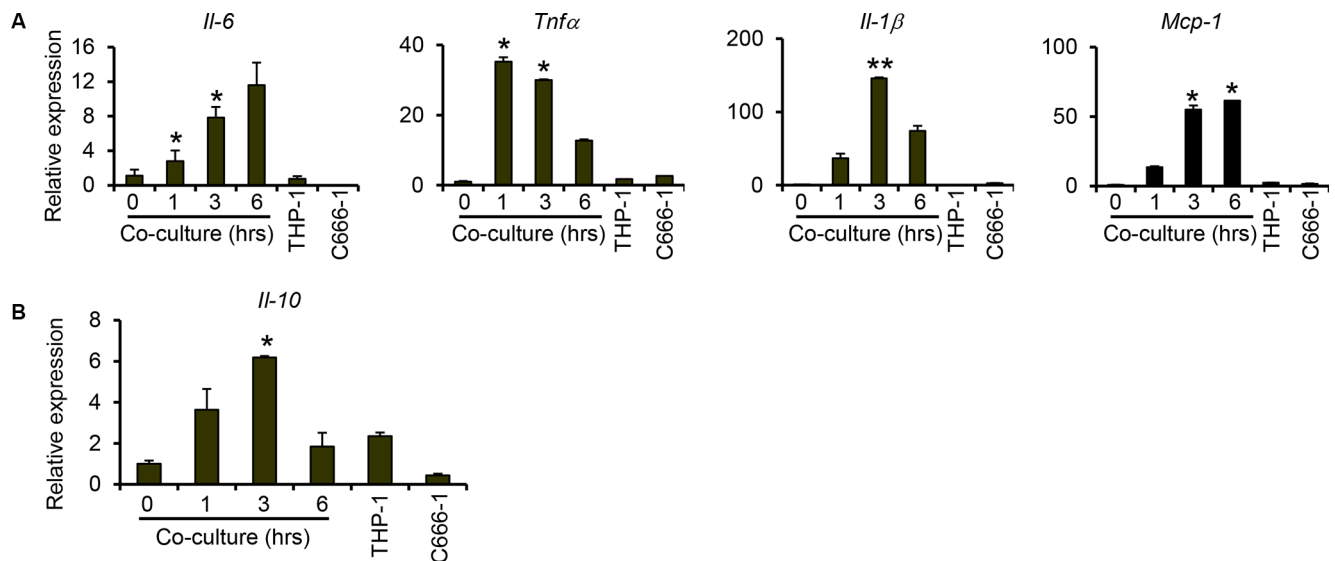 A
Il-6
Tnfα
Il-1β
Mcp-1
Relative expression
16
12
8
4
0
40
20
0
200
100
0
100
50
0
*
*
*
*
**
*
*
0 1 3 6 THP-1 C666-1
0 1 3 6 THP-1 C666-1
0 1 3 6 THP-1 C666-1
0 1 3 6 THP-1 C666-1
Co-culture (hrs)
Co-culture (hrs)
Co-culture (hrs)
Co-culture (hrs)
B
Il-10
Relative expression
8
6
4
2
0
*
0 1 3 6 THP-1 C666-1
Co-culture (hrs)